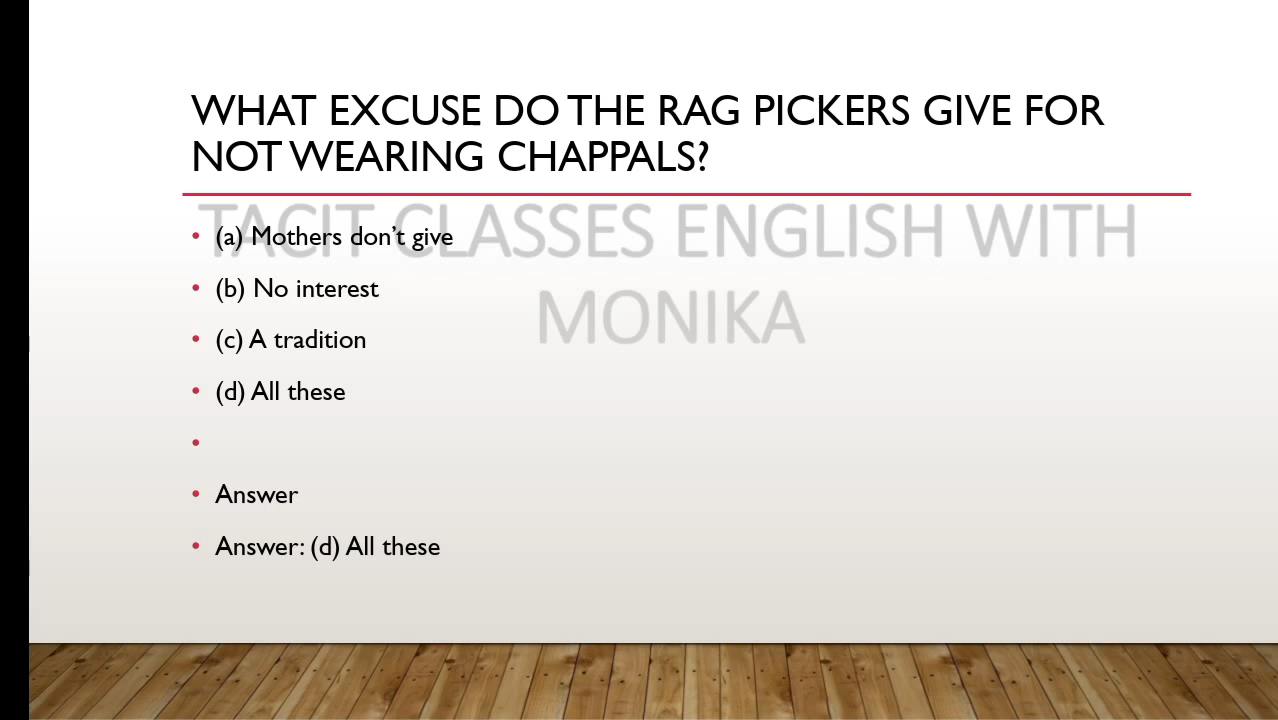 WHAT EXCUSE DO THE RAG PICKERS GIVE FOR
NOT WEARING CHAPPALS?
TACIT CLASSES ENGLISH WITH
MONIKA
• (a) Mothers don't give
• (b) No interest
• (c) A tradition
• (d) All these
•
• Answer
• Answer: (d) All these